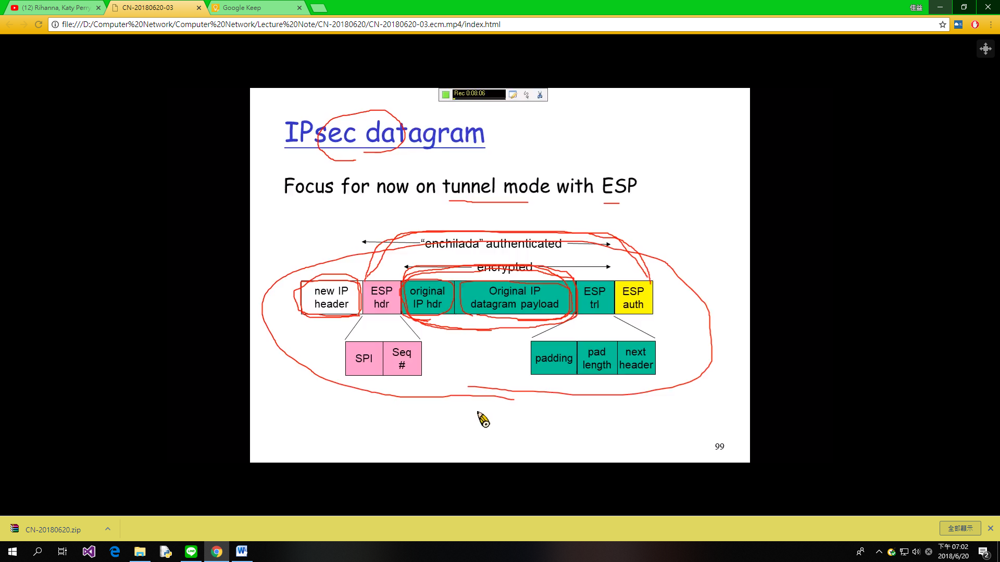 (12) Rihanna, Katy Perry
CN-20180620-03
Google Keep
佳益
file:///D:/Computer%20Network/Computer%20Network/Lecture%20Note/CN-20180620/CN-20180620-03.ecm.mp4/index.html
Rec 0:08:06
IPsec datagram
Focus for now on tunnel mode with ESP
“enchilada” authenticated
encrypted
new IP header
ESP hdr
original IP hdr
Original IP datagram payload
ESP trl
ESP auth
SPI
Seq #
padding
pad length
next header
99
CN-20180620.zip
全部顯示
下午 07:02
2018/6/20
2